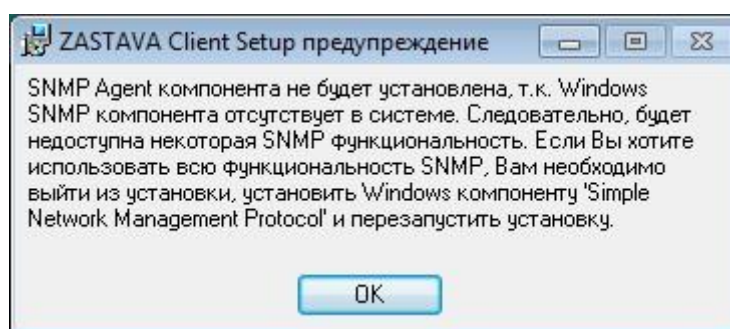 ZASTAVA Client Setup предупреждение
SNMP Agent компонента не будет установлена, т.к. Windows
SNMP компонента отсутствует в системе. Следовательно, будет
недоступна некоторая SNMP функциональность. Если Вы хотите
использовать всю функциональность SNMP, Вам необходимо
выйти из установки, установить Windows компоненту 'Simple
Network Management Protocol' и перезапустить установку.
OK